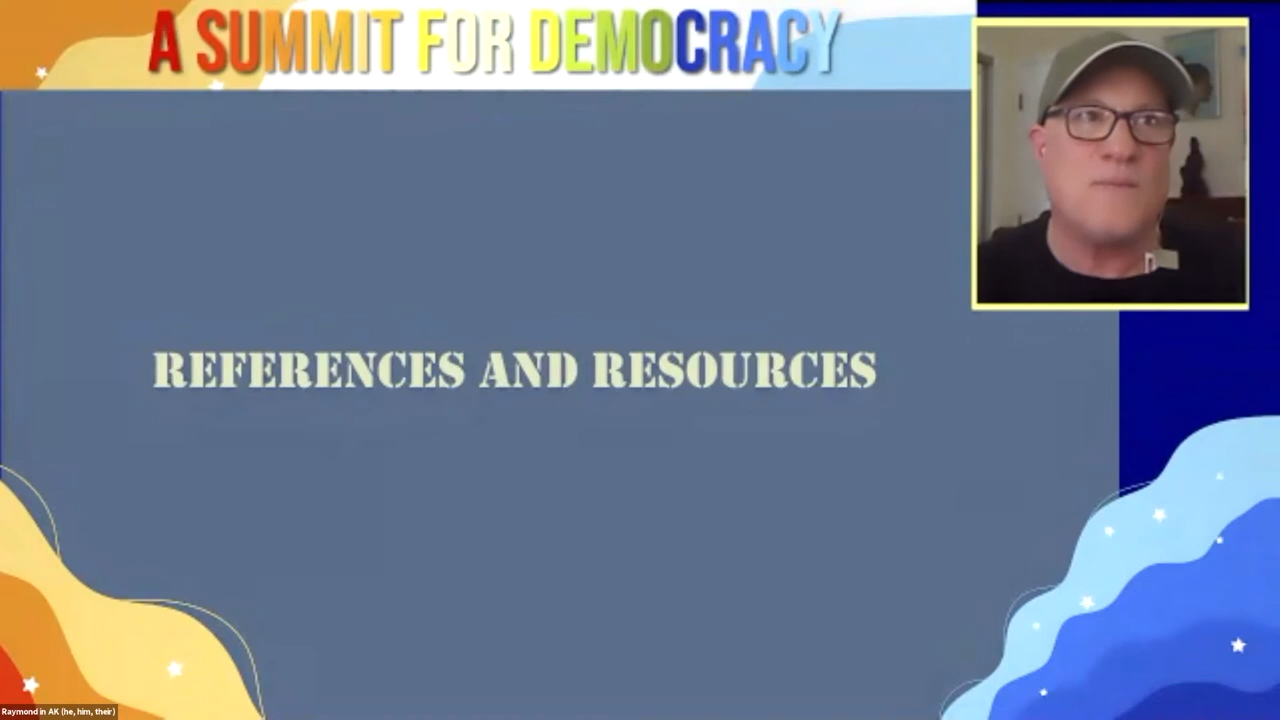 A SUMMIT FOR DEMOCRACY
REFERENCES AND RESOURCES
Raymond in AK (he, him, their)